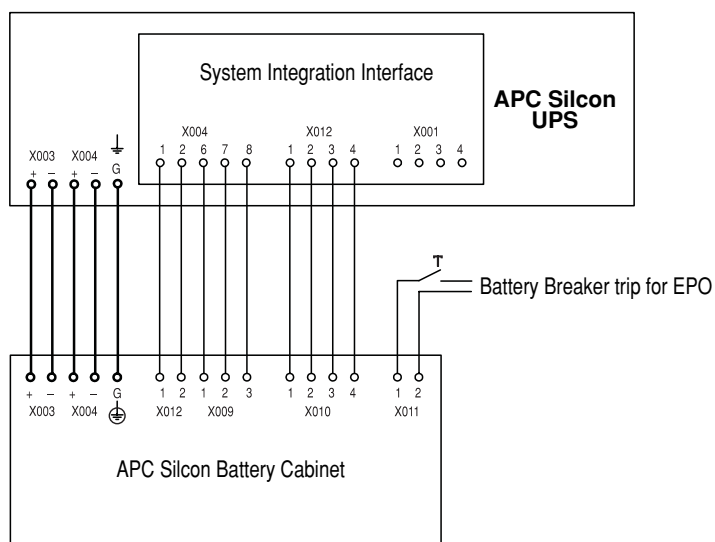 System Integration Interface
APC Silcon
UPS
X004 X012 X001
1 2 6 7 8 1 2 3 4 1 2 3 4
X003 X004
+ − + − G
T
Battery Breaker trip for EPO
+ − + − G 1 2 1 2 3 1 2 3 4 1 2
X003 X004 X012 X009 X010 X011
APC Silcon Battery Cabinet